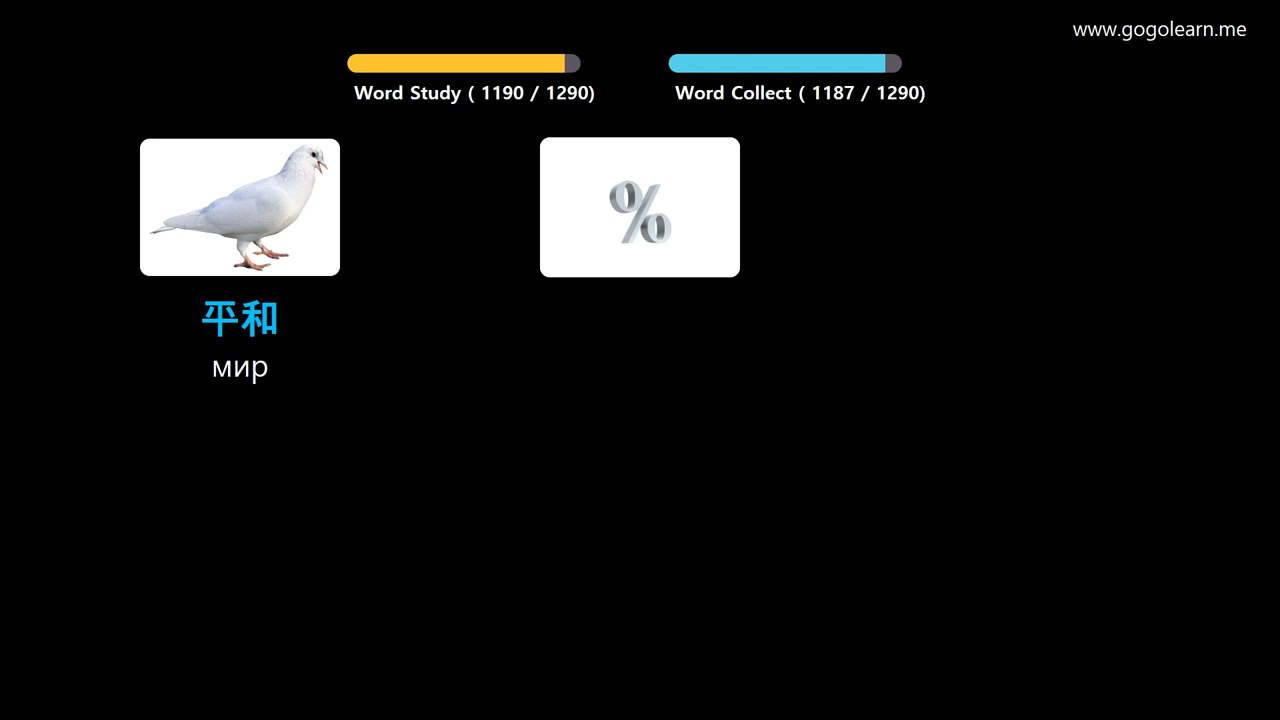 www.gogolearn.me
Word Study ( 1190 / 1290)
Word Collect ( 1187 / 1290)
%
平和
мир